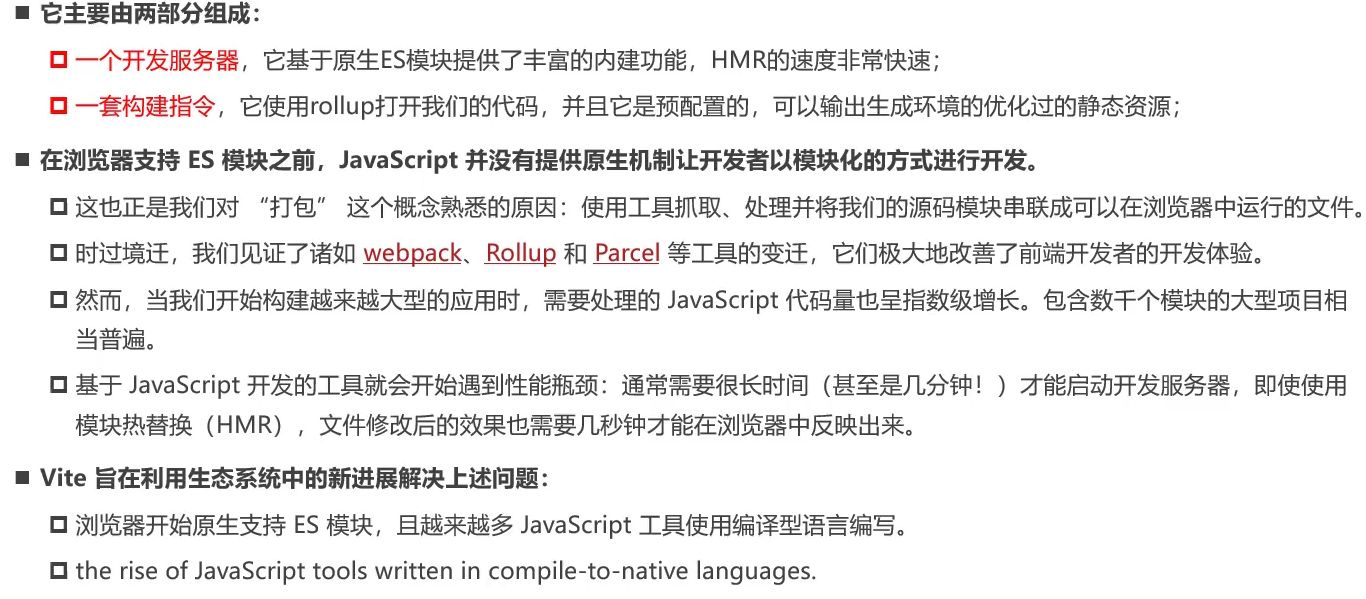 它主要由两部分组成：
一个开发服务器，它基于原生ES模块提供了丰富的内建功能，HMR的速度非常快速；
一套构建指令，它使用rollup打开我们的代码，并且它是预配置的，可以输出生成环境的优化过的静态资源；
在浏览器支持 ES 模块之前，JavaScript 并没有提供原生机制让开发者以模块化的方式进行开发。
这也正是我们对 “打包” 这个概念熟悉的原因：使用工具抓取、处理并将我们的源码模块串联成可以在浏览器中运行的文件。
时过境迁，我们见证了诸如 webpack、Rollup 和 Parcel 等工具的变迁，它们极大地改善了前端开发者的开发体验。
然而，当我们开始构建越来越大型的应用时，需要处理的 JavaScript 代码量也呈指数级增长。包含数千个模块的大型项目相
当普遍。
基于 JavaScript 开发的工具就会开始遇到性能瓶颈：通常需要很长时间（甚至是几分钟！）才能启动开发服务器，即使使用
模块热替换（HMR），文件修改后的效果也需要几秒钟才能在浏览器中反映出来。
Vite 旨在利用生态系统中的新进展解决上述问题：
浏览器开始原生支持 ES 模块，且越来越多 JavaScript 工具使用编译型语言编写。
the rise of JavaScript tools written in compile-to-native languages.